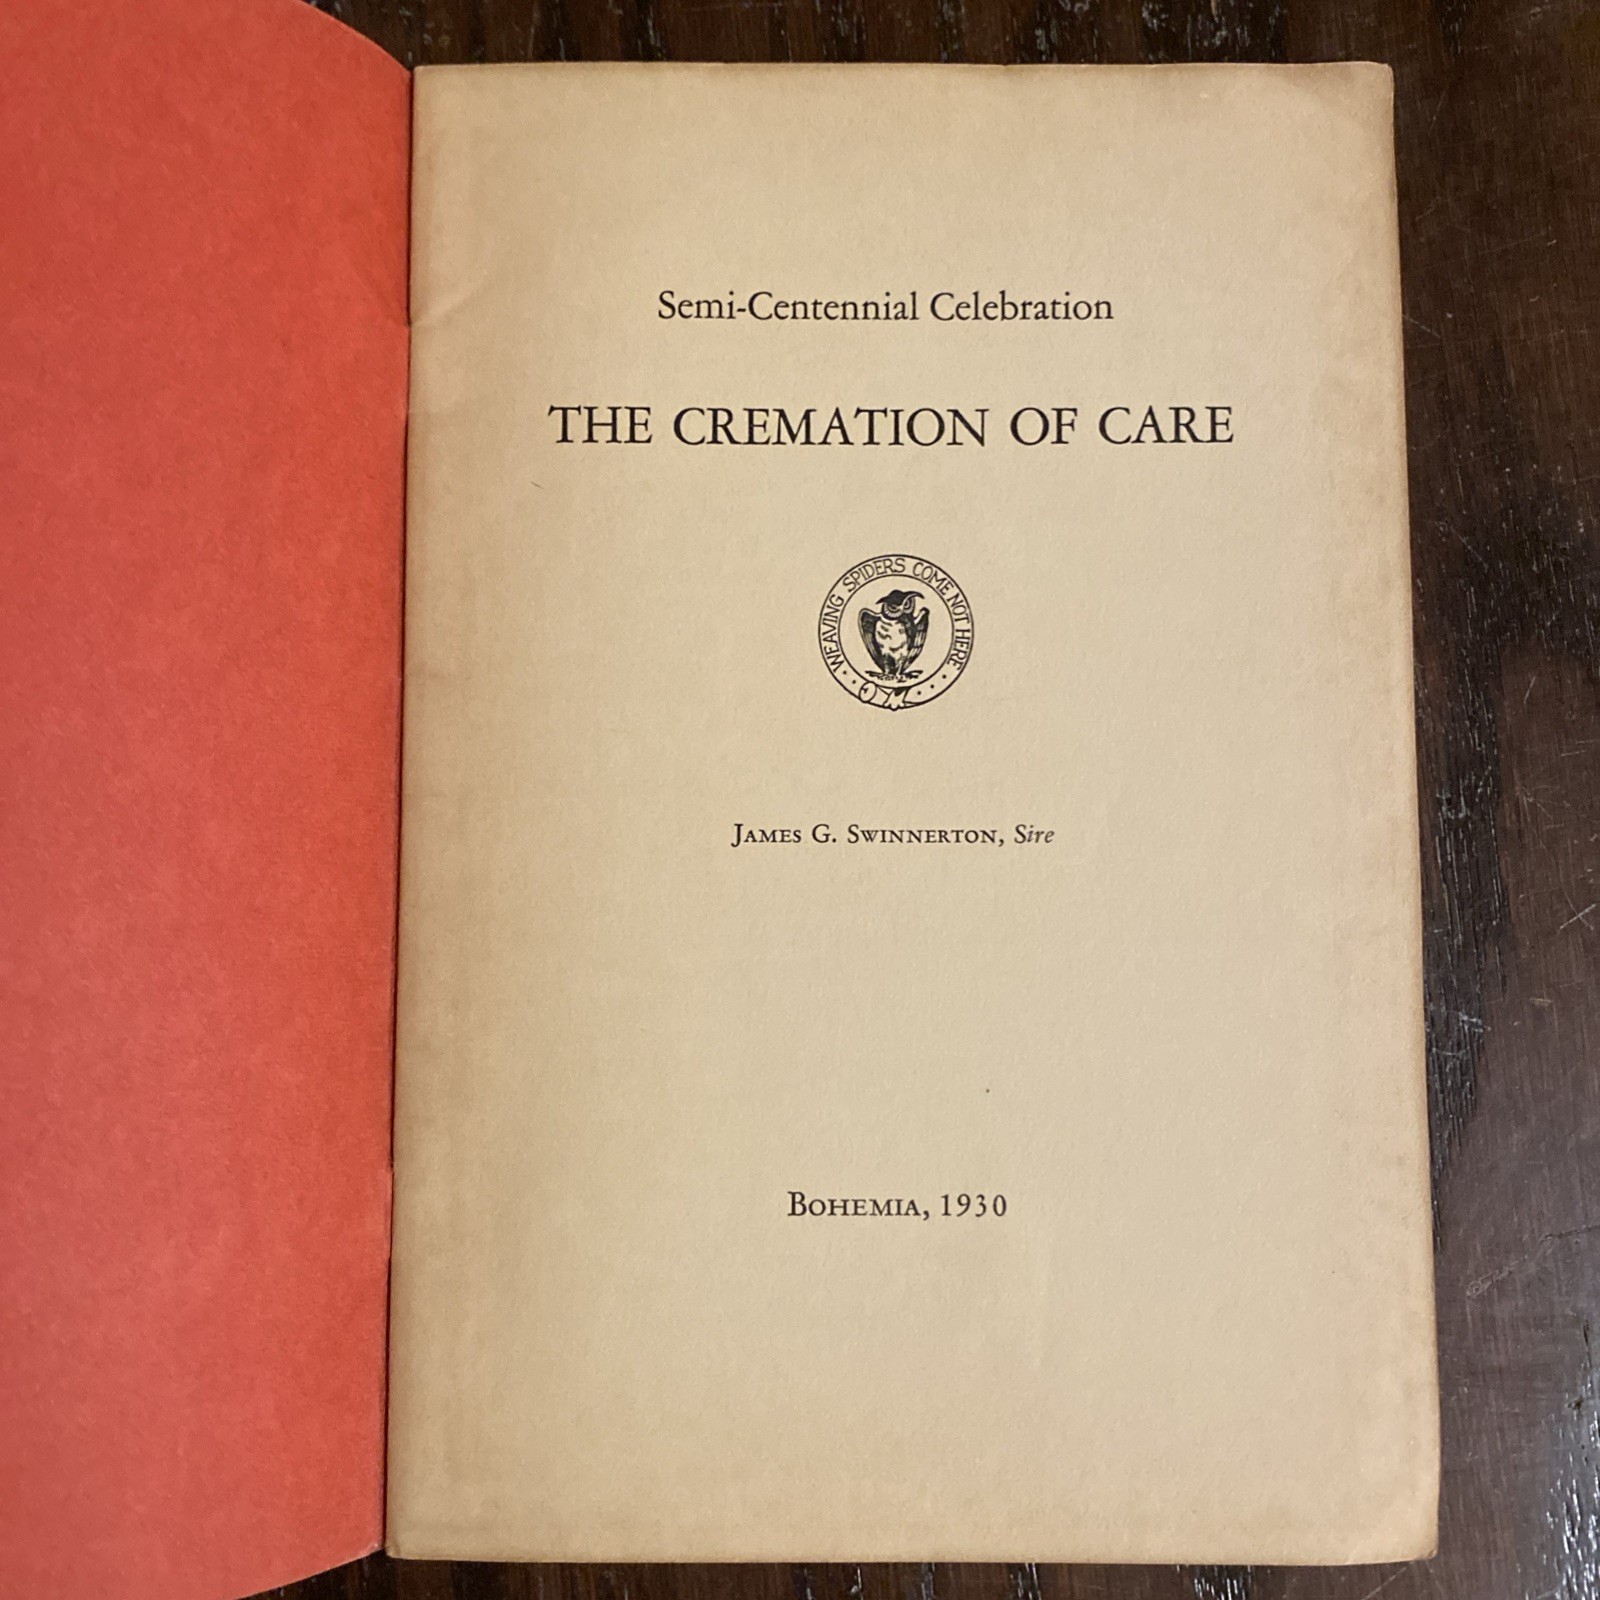 Semi-Centennial Celebration
THE CREMATION OF CARE
WEAVING SPIDERS COME NOT HERE
James G. Swinnerton, Sire
Bohemia, 1930